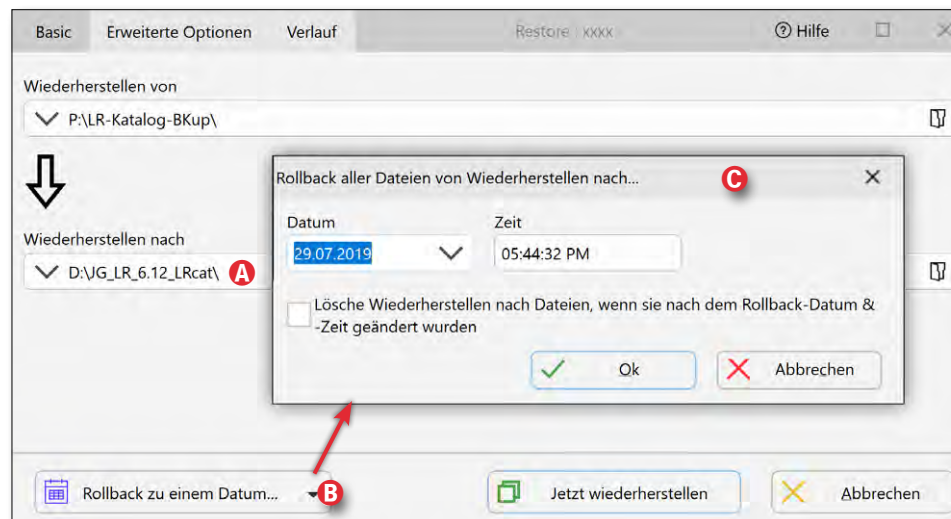 Basic Erweiterte Optionen Verlauf Restore : xxxx Hilfe
Wiederherstellen von
P:\LR-Katalog-BKup\
Rollback aller Dateien von Wiederherstellen nach... C
Datum Zeit
Wiederherstellen nach
29.07.2019 05:44:32 PM
D:\JG_LR_6.12_LRcat\ A
Lösche Wiederherstellen nach Dateien, wenn sie nach dem Rollback-Datum &
-Zeit geändert wurden
Ok Abbrechen
Rollback zu einem Datum... B Jetzt wiederherstellen Abbrechen